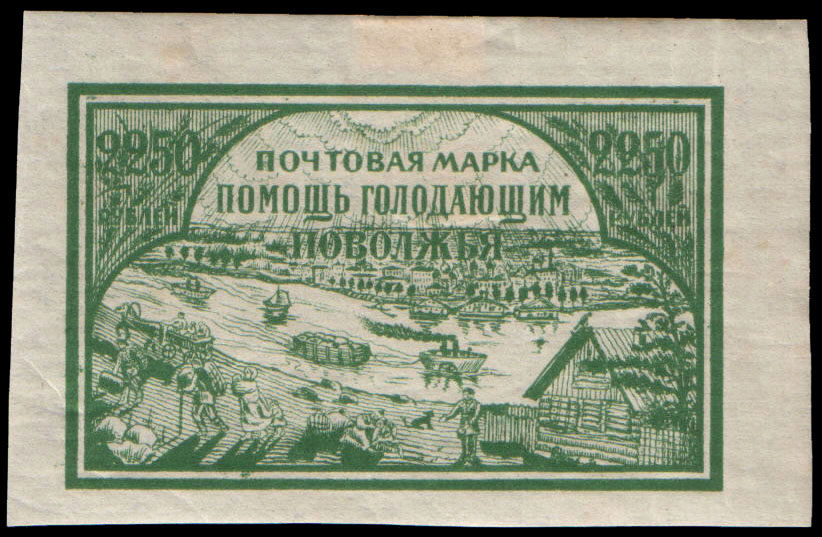 2250 2250
РУБЛЕЙ РУБЛЕЙ
ПОЧТОВАЯ МАРКА
ПОМОЩЬ ГОЛОДАЮЩИМ
ПОВОЛЖЬЯ